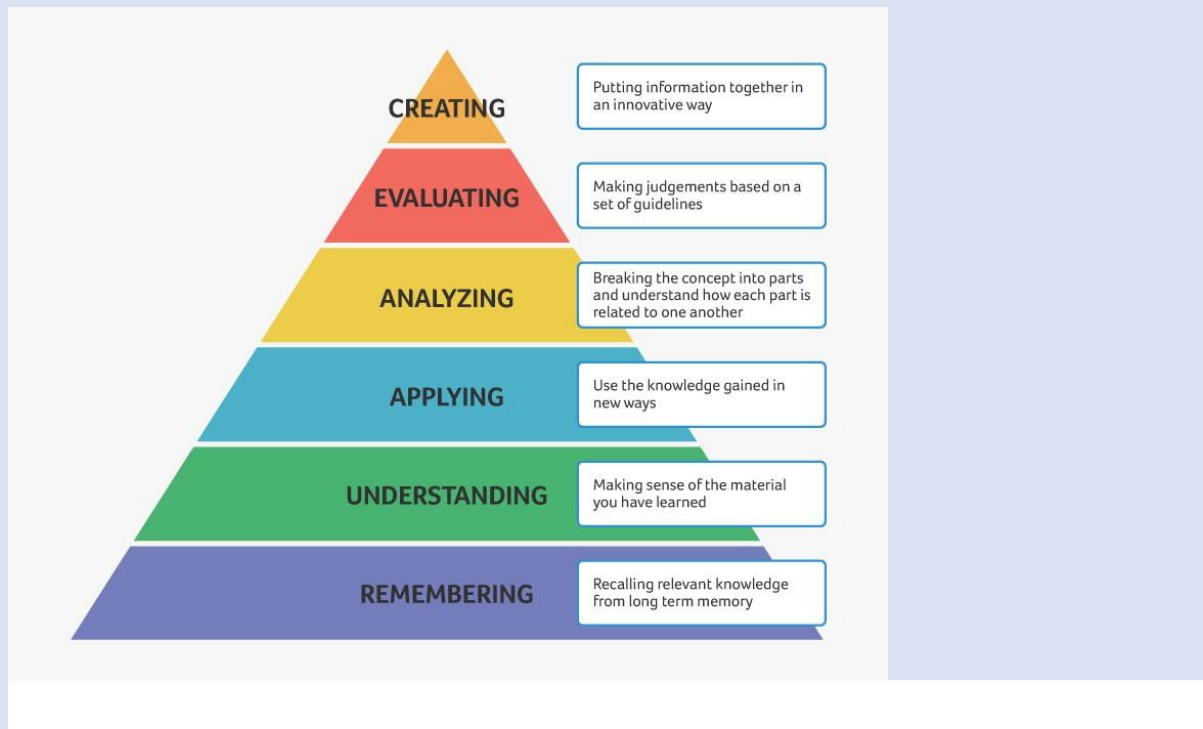 CREATING
Putting information together in
an innovative way
EVALUATING
Making judgements based on a
set of guidelines
ANALYZING
Breaking the concept into parts
and understand how each part is
related to one another
APPLYING
Use the knowledge gained in
new ways
UNDERSTANDING
Making sense of the material
you have learned
REMEMBERING
Recalling relevant knowledge
from long term memory